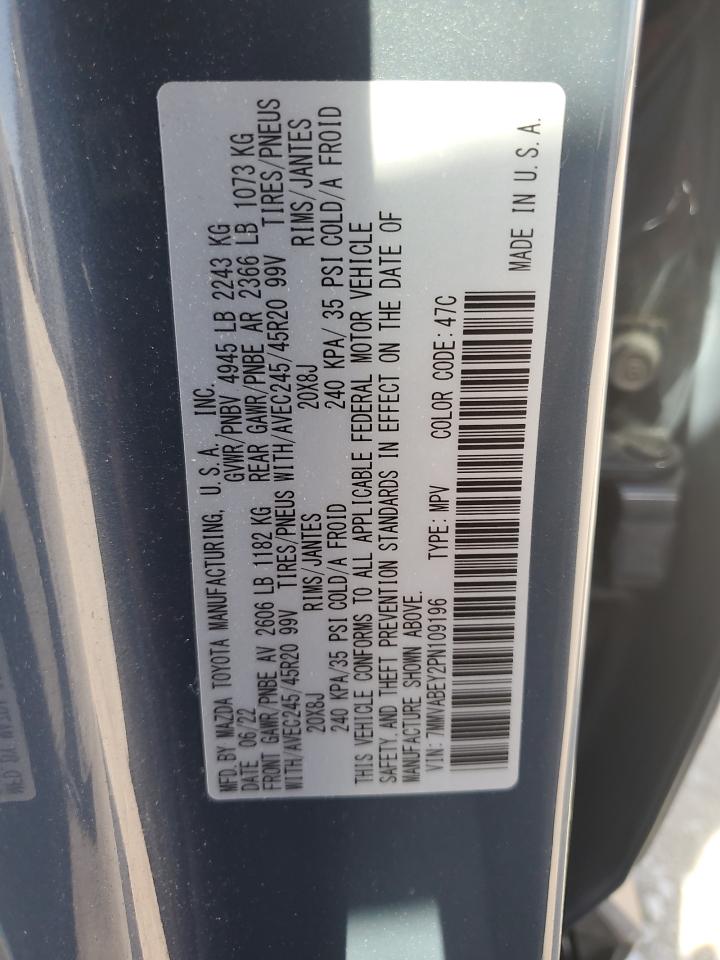 MFD. BY MAZDA TOYOTA MANUFACTURING, U.S.A. INC.
DATE 06/22 GVWR/PNBV 4945 LB 2243 KG
FRONT GAWR/PNBE AV 2606 LB 1182 KG REAR GAWR/PNBE AR 2366 LB 1073 KG
WITH/AVEC245/45R20 99V TIRES/PNEUS WITH/AVEC245/45R20 99V TIRES/PNEUS
20X8J RIMS/JANTES 20X8J RIMS/JANTES
240 KPA/35 PSI COLD/A FROID 240 KPA/ 35 PSI COLD/A FROID
THIS VEHICLE CONFORMS TO ALL APPLICABLE FEDERAL MOTOR VEHICLE
SAFETY,AND THEFT PREVENTION STANDARDS IN EFFECT ON THE DATE OF
MANUFACTURE SHOWN ABOVE.
VIN:7MMVABEY2PN109196 TYPE: MPV COLOR CODE: 47C
MADE IN U.S.A.